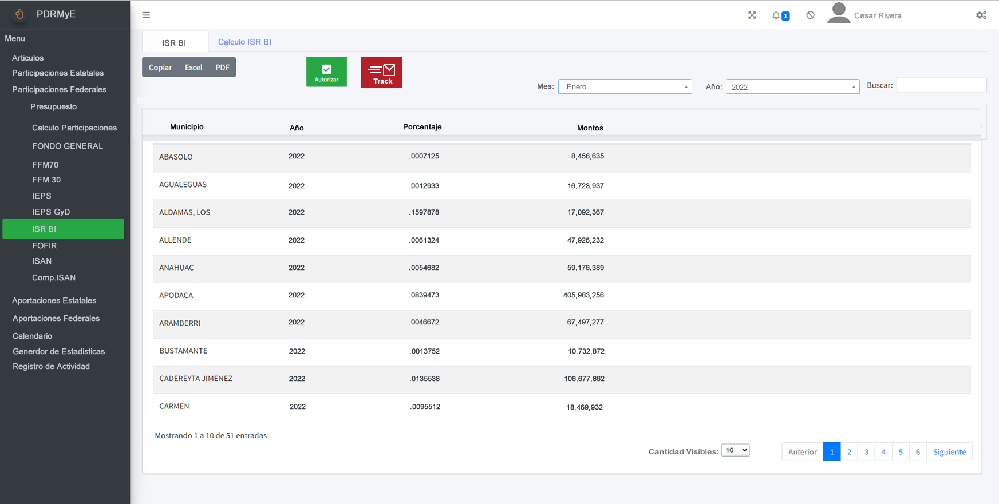 PDRMyE
1
Cesar Rivera
Menu
Articulos
Participaciones Estatales
Participaciones Federales
Presupuesto
Calculo Participaciones
FONDO GENERAL
FFM70
FFM 30
IEPS
IEPS GyD
ISR BI
FOFIR
ISAN
Comp.ISAN
Aportaciones Estatales
Aportaciones Federales
Calendario
Generdor de Estadisticas
Registro de Actividad
ISR BI Calculo ISR BI
Copiar Excel PDF
Autorizar
Track
Mes: Enero Año: 2022 Buscar:
Municipio Año Porcentaje Montos
ABASOLO 2022 .0007125 8,456,635
AGUALEGUAS 2022 .0012933 16,723,937
ALDAMAS, LOS 2022 .1597878 17,092,367
ALLENDE 2022 .0061324 47,926,232
ANAHUAC 2022 .0054682 59,176,389
APODACA 2022 .0839473 405,983,256
ARAMBERRI 2022 .0046672 67,497,277
BUSTAMANTE 2022 .0013752 10,732,872
CADEREYTA JIMENEZ 2022 .0135538 106,677,862
CARMEN 2022 .0095512 18,469,932
Mostrando 1 a 10 de 51 entradas
Cantidad Visibles: 10
Anterior 1 2 3 4 5 6 Siguiente